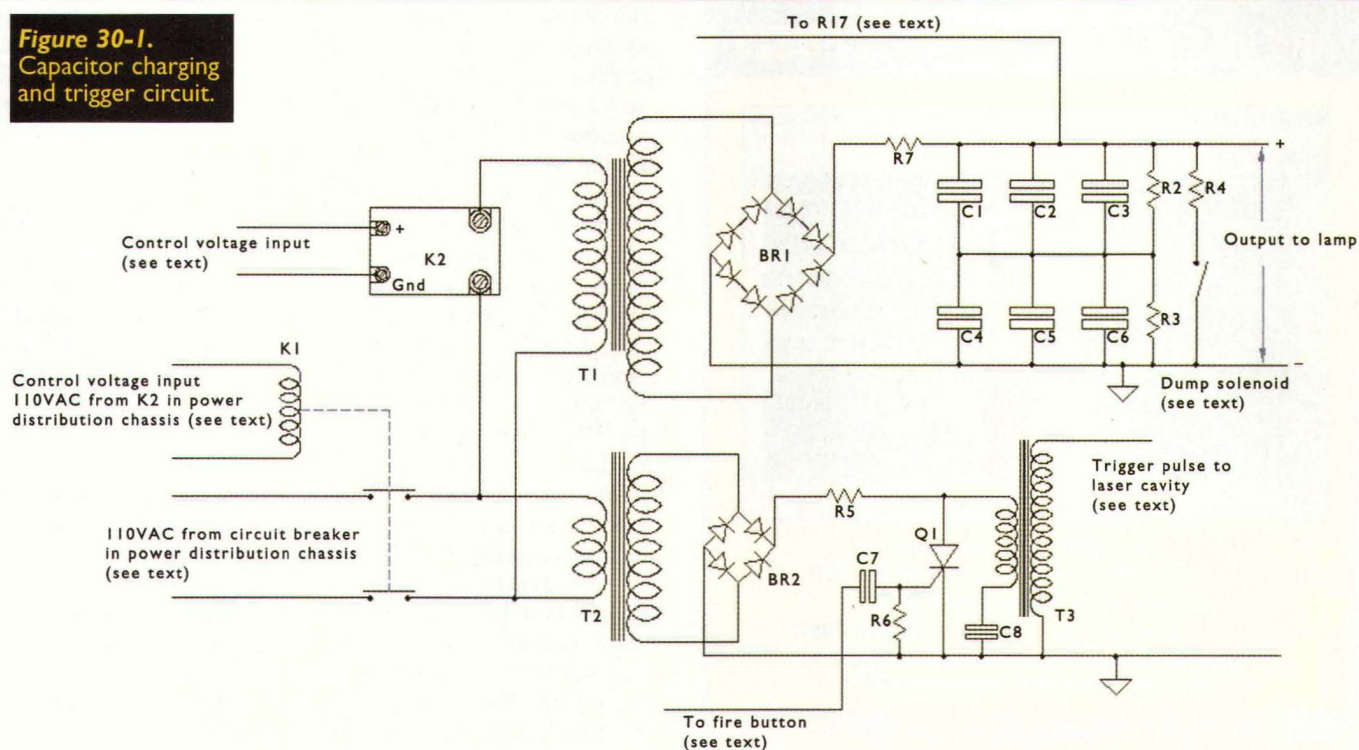 Figure 30-1.
Capacitor charging
and trigger circuit.
To R17 (see text)
R7
+
C1
C2
C3
R2
R4
Control voltage input
(see text)
+
K2
Gnd
BR1
Output to lamp
C4
C5
C6
R3
T1
-
Dump solenoid
(see text)
K1
Control voltage input
110VAC from K2 in power
distribution chassis (see text)
Trigger pulse to
laser cavity
(see text)
R5
Q1
110VAC from circuit breaker
in power distribution chassis
(see text)
C7
BR2
T2
R6
C8
T3
To fire button
(see text)